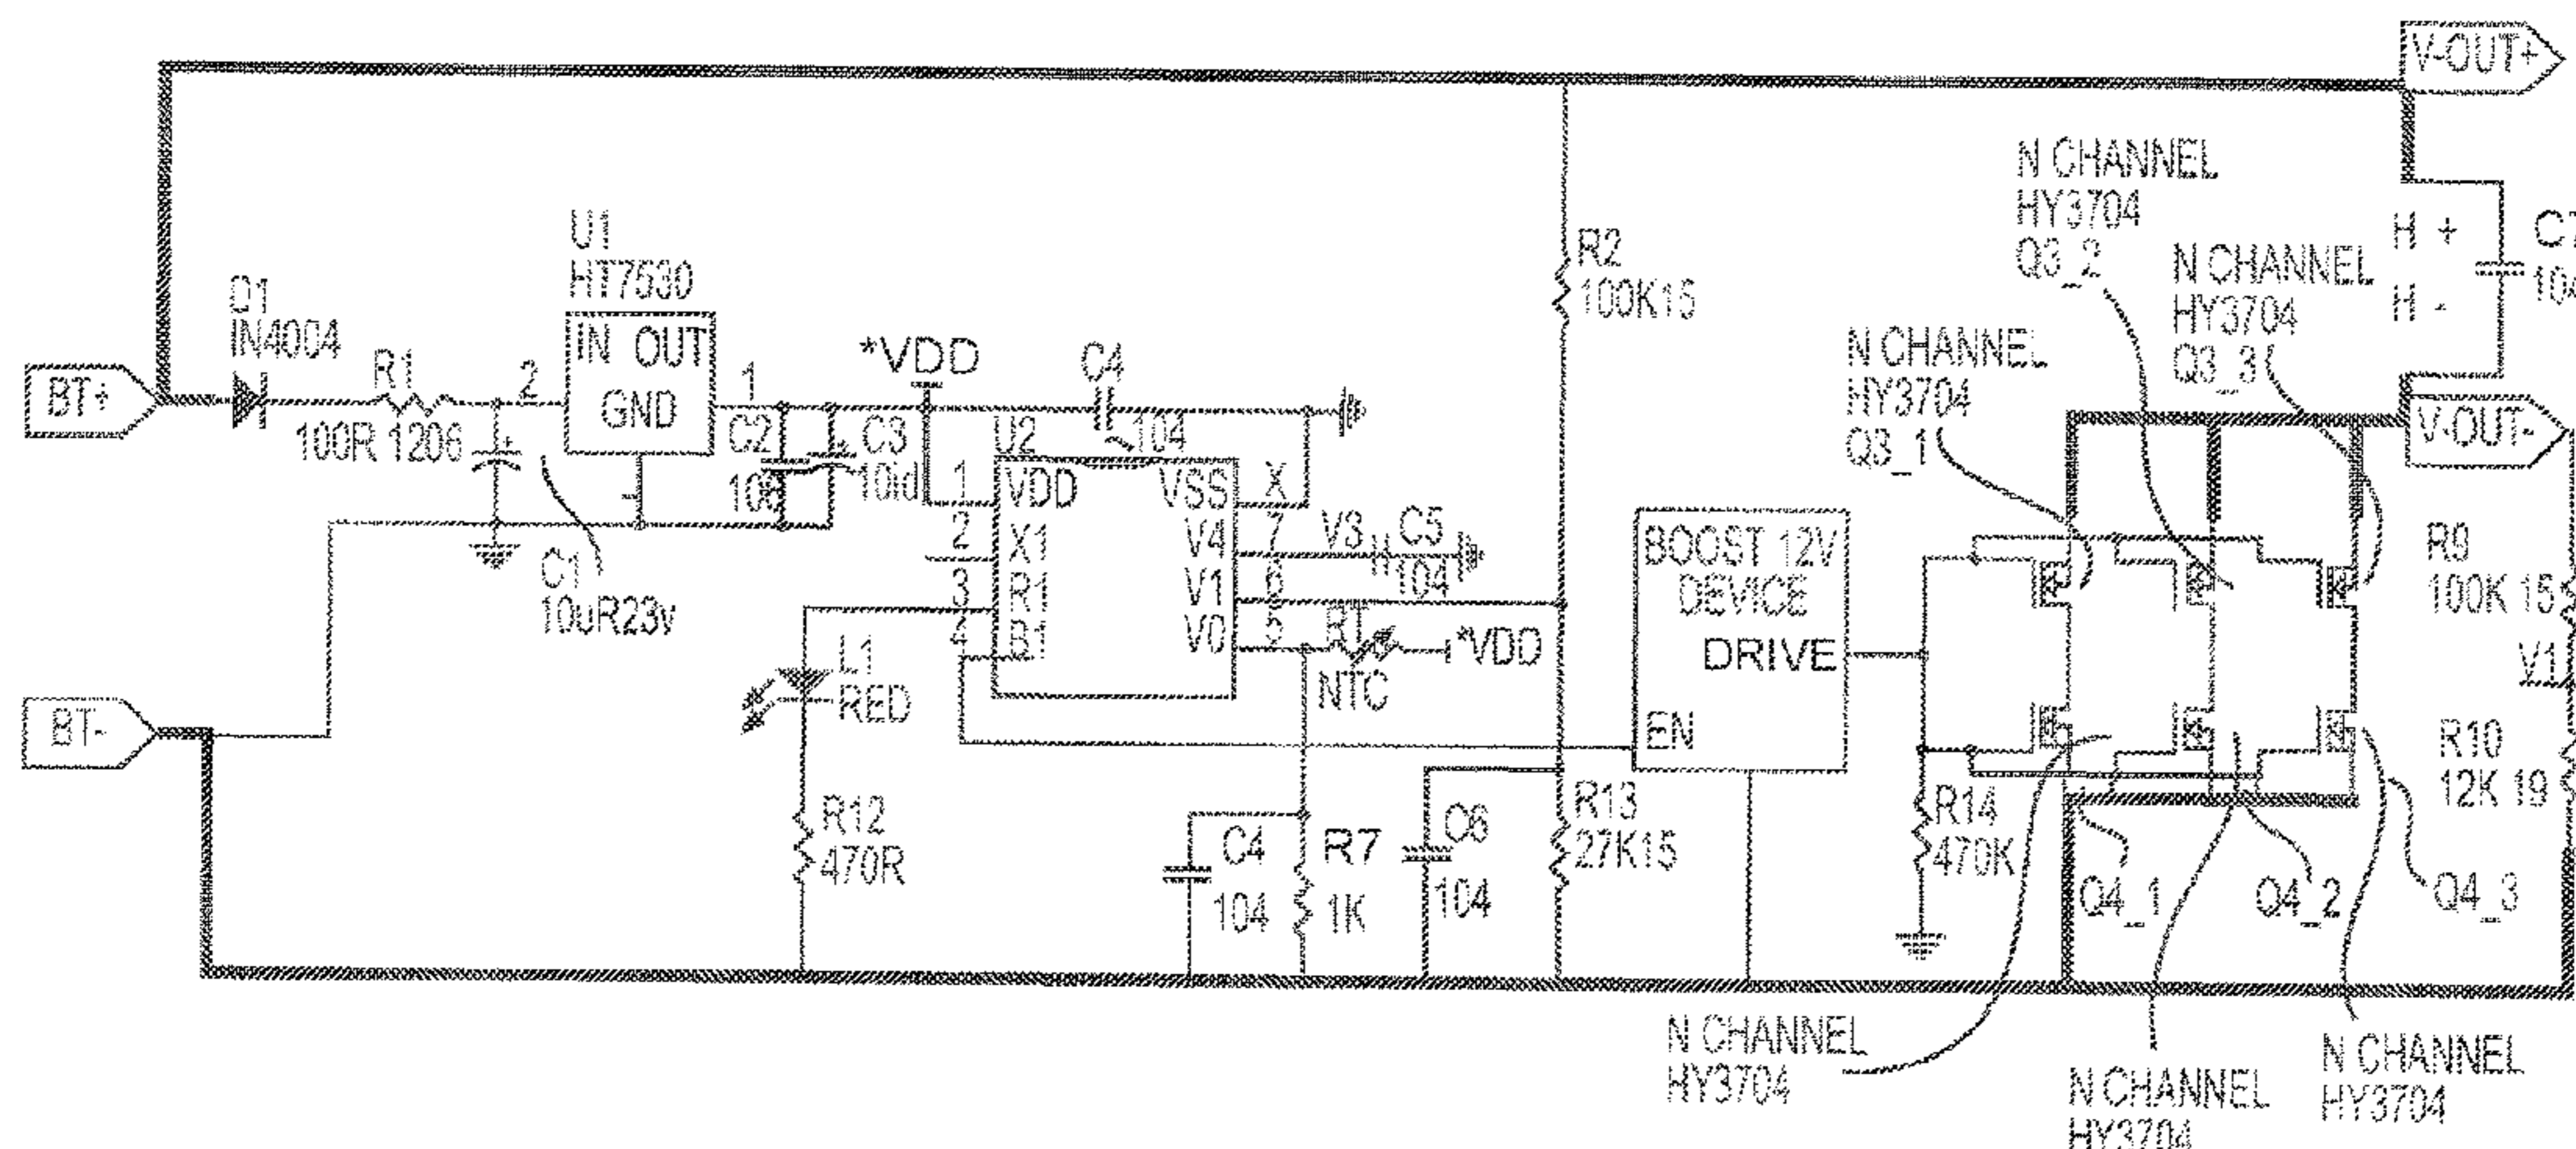 V-OUT+
N CHANNEL
HY3704
Q3_2
U1
HT7530
R2
100K15
H +
H -
C7
104
N CHANNEL
HY3704
Q3_3
D1
IN4004
IN OUT
GND
N CHANNEL
HY3704
Q3_1
BT+
R1
100R 1206
2
1
*VDD
C4
104
V-OUT-
C2
C3
10id
U2
1
VDD
VSS
X
2
X1
V4
7
V3
C5
104
3
R1
V1
6
4
B1
V0
5
RT
*VDD
NTC
C1
10uR23v
BOOST 12V
DEVICE
DRIVE
EN
R9
100K 15
V1
L1
RED
BT-
R10
12K 19
R12
470R
C4
104
R7
1K
C6
104
R13
27K15
R14
470K
Q4_1
Q4_2
Q4_3
N CHANNEL
HY3704
N CHANNEL
HY3704
N CHANNEL
HY3704